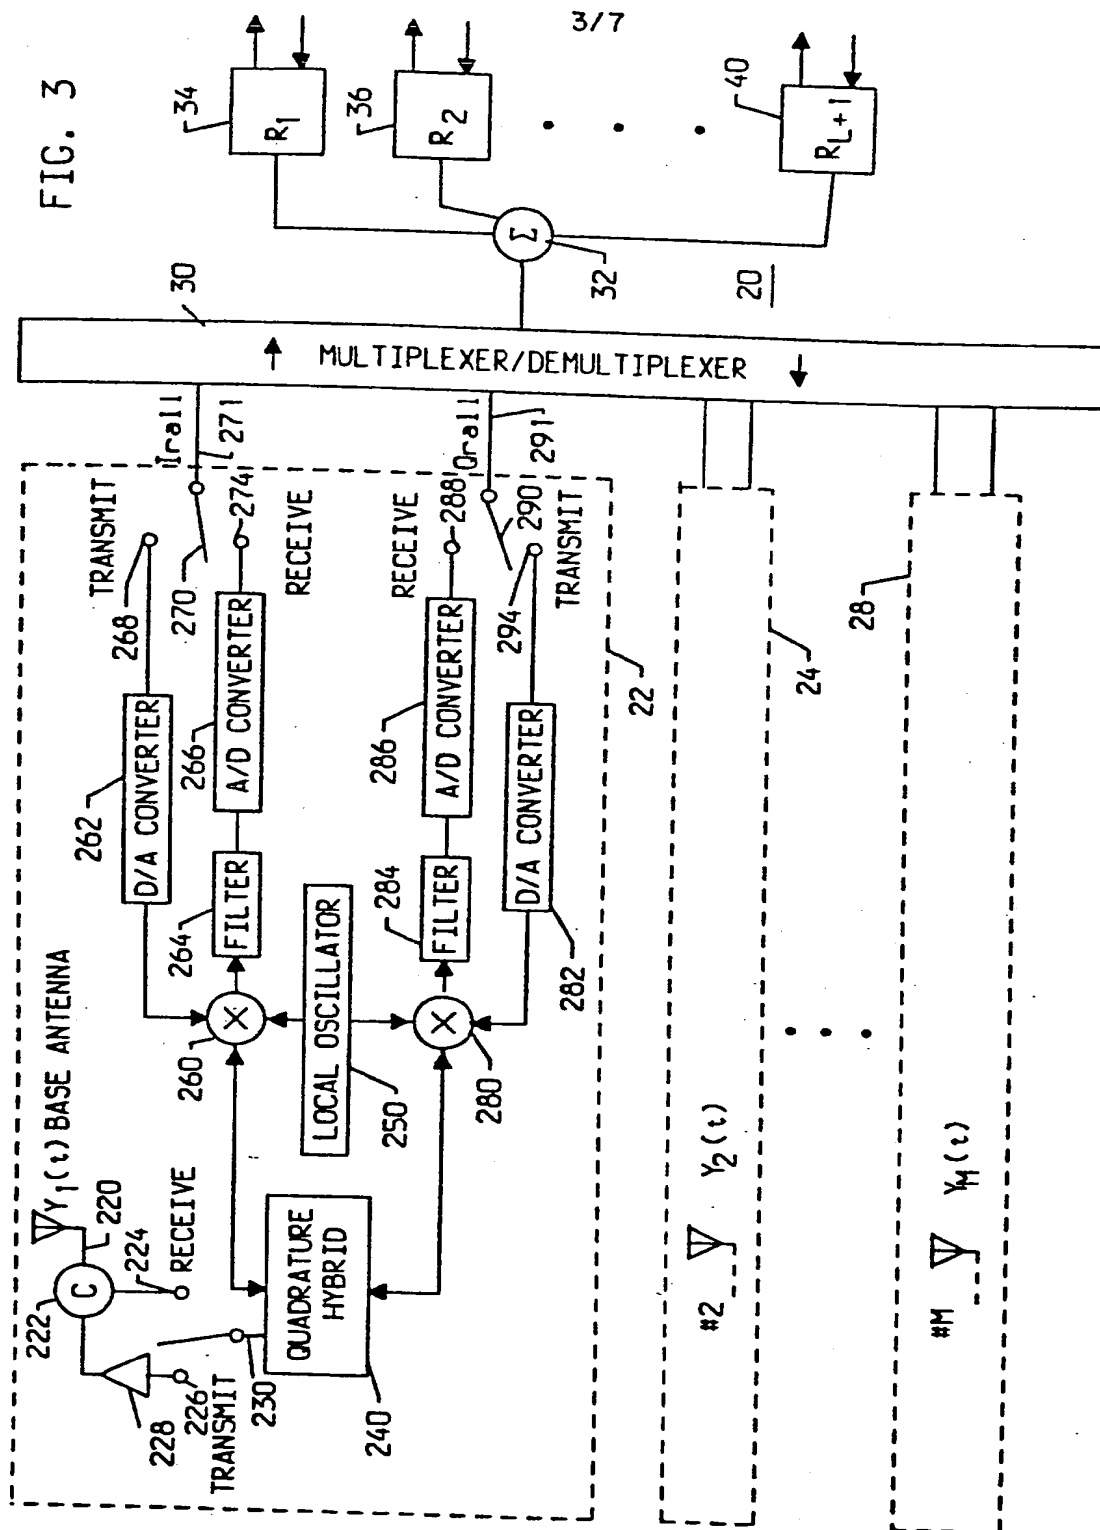 3/7
FIG. 3
34
R1
36
R2
40
RL+1
Σ
32
20
30
MULTIPLEXER/DEMULTIPLEXER
Irail
271
Qrail
291
TRANSMIT
268
270
274
RECEIVE
RECEIVE
288
290
294
TRANSMIT
262
D/A CONVERTER
266
A/D CONVERTER
286
A/D CONVERTER
D/A CONVERTER
282
264
FILTER
284
FILTER
X
260
LOCAL OSCILLATOR
250
X
280
Y1(t) BASE ANTENNA
220
C
222
224
RECEIVE
228
226
TRANSMIT
230
QUADRATURE
HYBRID
240
22
#2
Y2(t)
24
#M
YM(t)
28